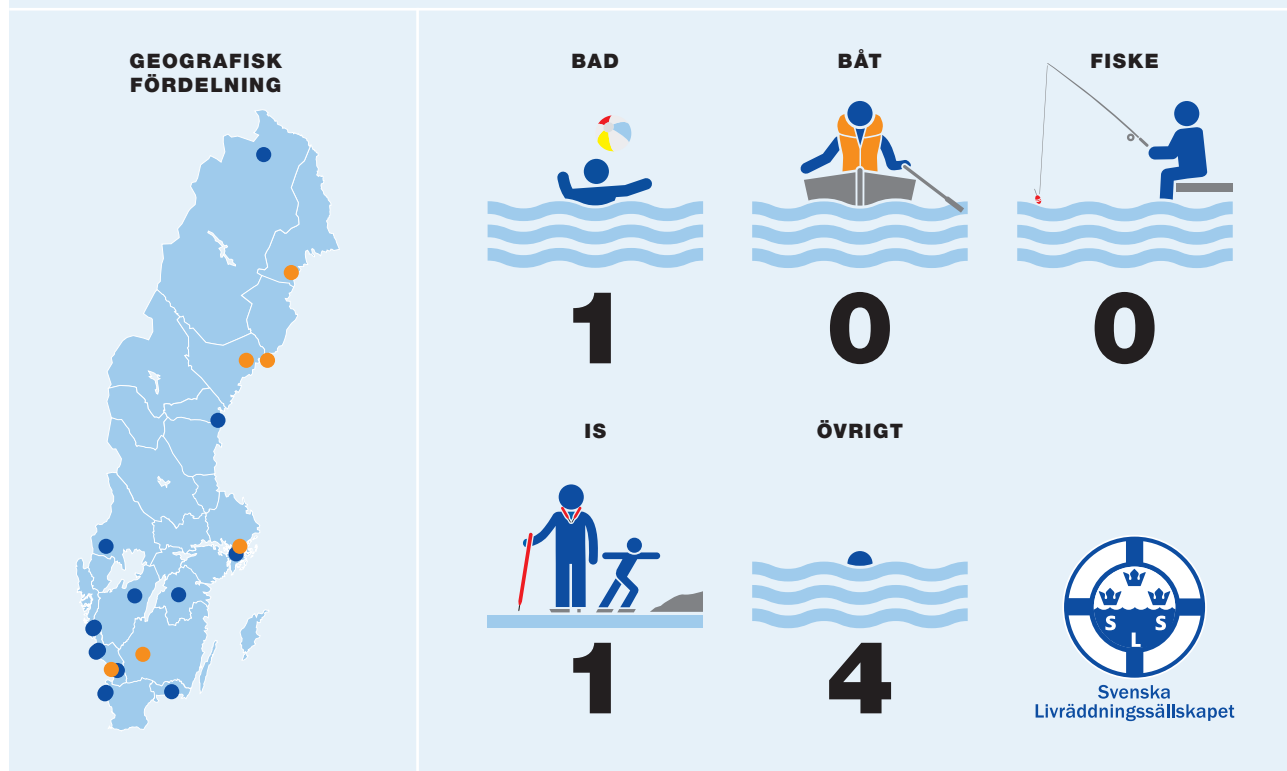 GEOGRAFISK
FÖRDELNING
BAD
BÅT
FISKE
1
0
0
IS
ÖVRIGT
1
4
S
L
S
Svenska
Livräddningssällskapet